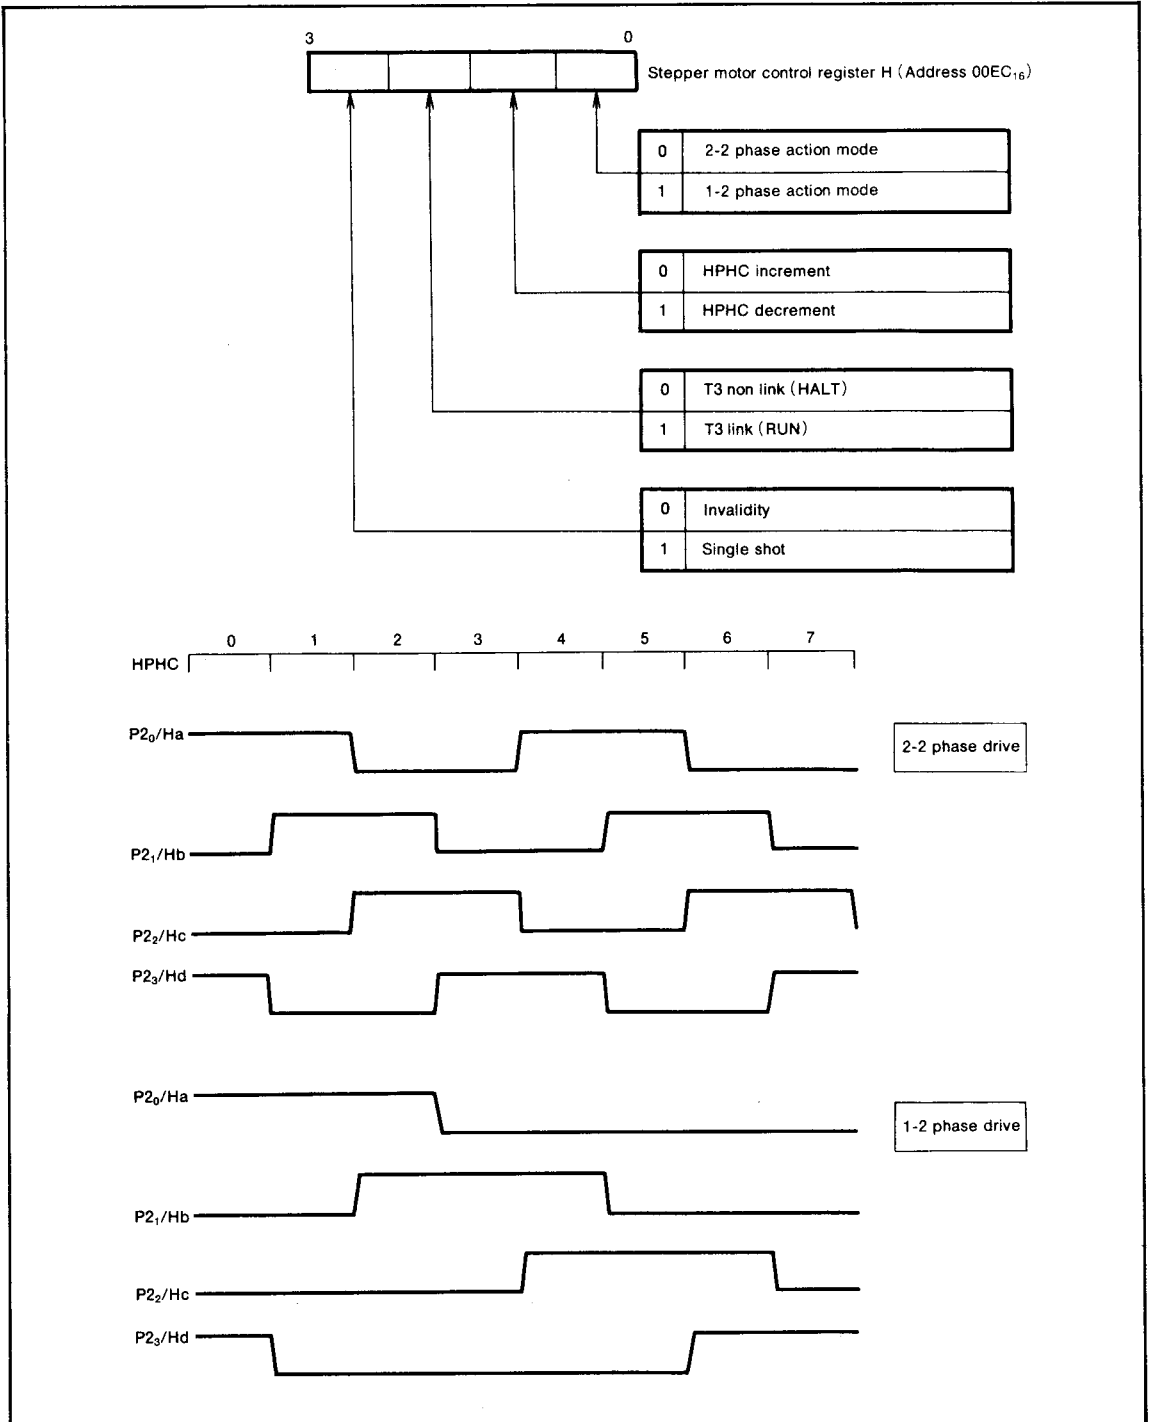 3 0
Stepper motor control register H (Address 00EC₁₆)
0 2-2 phase action mode
1 1-2 phase action mode
0 HPHC increment
1 HPHC decrement
0 T3 non link (HALT)
1 T3 link (RUN)
0 Invalidity
1 Single shot
0 1 2 3 4 5 6 7
HPHC
P2₀/Ha
2-2 phase drive
P2₁/Hb
P2₂/Hc
P2₃/Hd
P2₀/Ha
1-2 phase drive
P2₁/Hb
P2₂/Hc
P2₃/Hd